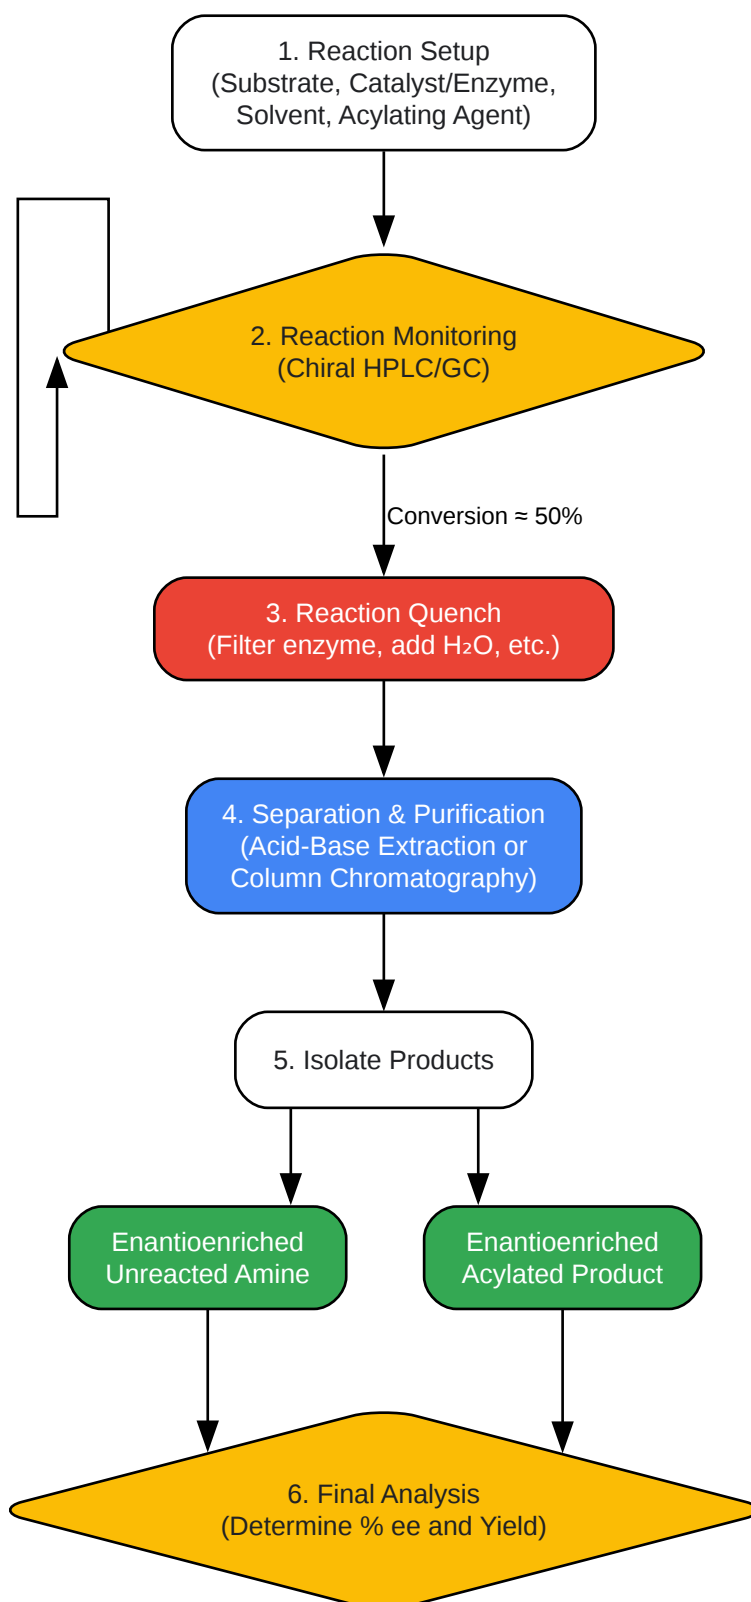 1. Reaction Setup
(Substrate, Catalyst/Enzyme,
Solvent, Acylating Agent)
2. Reaction Monitoring
(Chiral HPLC/GC)
Conversion ≈ 50%
3. Reaction Quench
(Filter enzyme, add H₂O, etc.)
4. Separation & Purification
(Acid-Base Extraction or
Column Chromatography)
5. Isolate Products
Enantioenriched
Unreacted Amine
Enantioenriched
Acylated Product
6. Final Analysis
(Determine % ee and Yield)